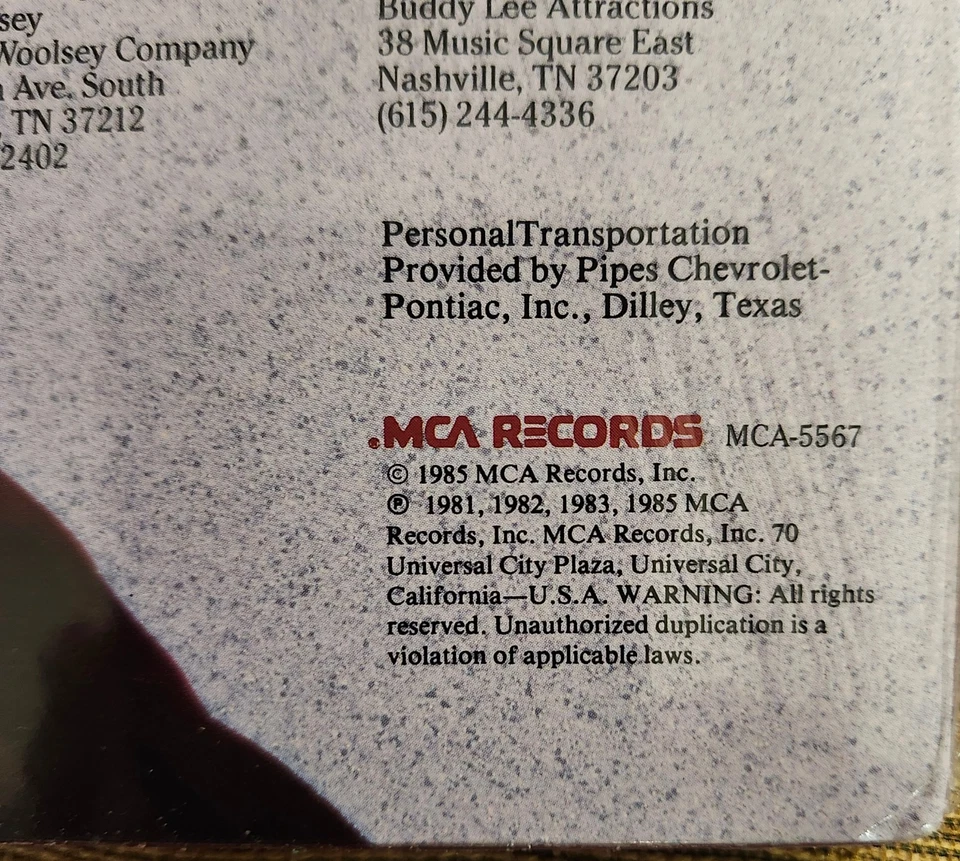 sey
Woolsey Company
Ave. South
, TN 37212
2402
Buddy Lee Attractions
38 Music Square East
Nashville, TN 37203
(615) 244-4336
PersonalTransportation
Provided by Pipes Chevrolet-
Pontiac, Inc., Dilley, Texas
MCA RECORDS MCA-5567
© 1985 MCA Records, Inc.
℗ 1981, 1982, 1983, 1985 MCA
Records, Inc. MCA Records, Inc. 70
Universal City Plaza, Universal City,
California—U.S.A. WARNING: All rights
reserved. Unauthorized duplication is a
violation of applicable laws.